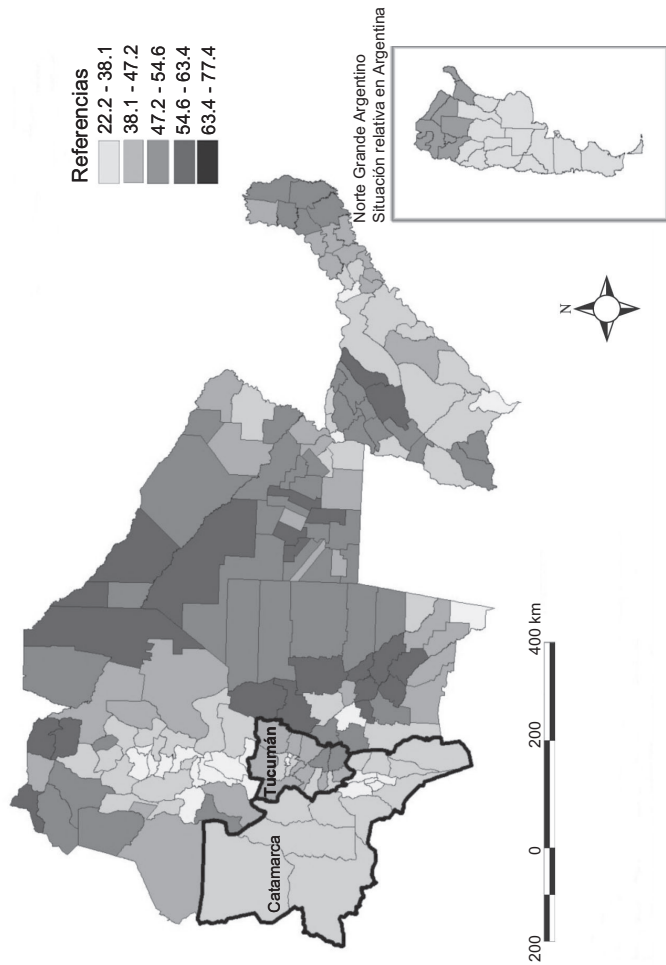 Referencias
22.2 - 38.1
38.1 - 47.2
47.2 - 54.6
54.6 - 63.4
63.4 - 77.4
Norte Grande Argentino
Situación relativa en Argentina
N
Tucumán
Catamarca
200 0 200 400 km